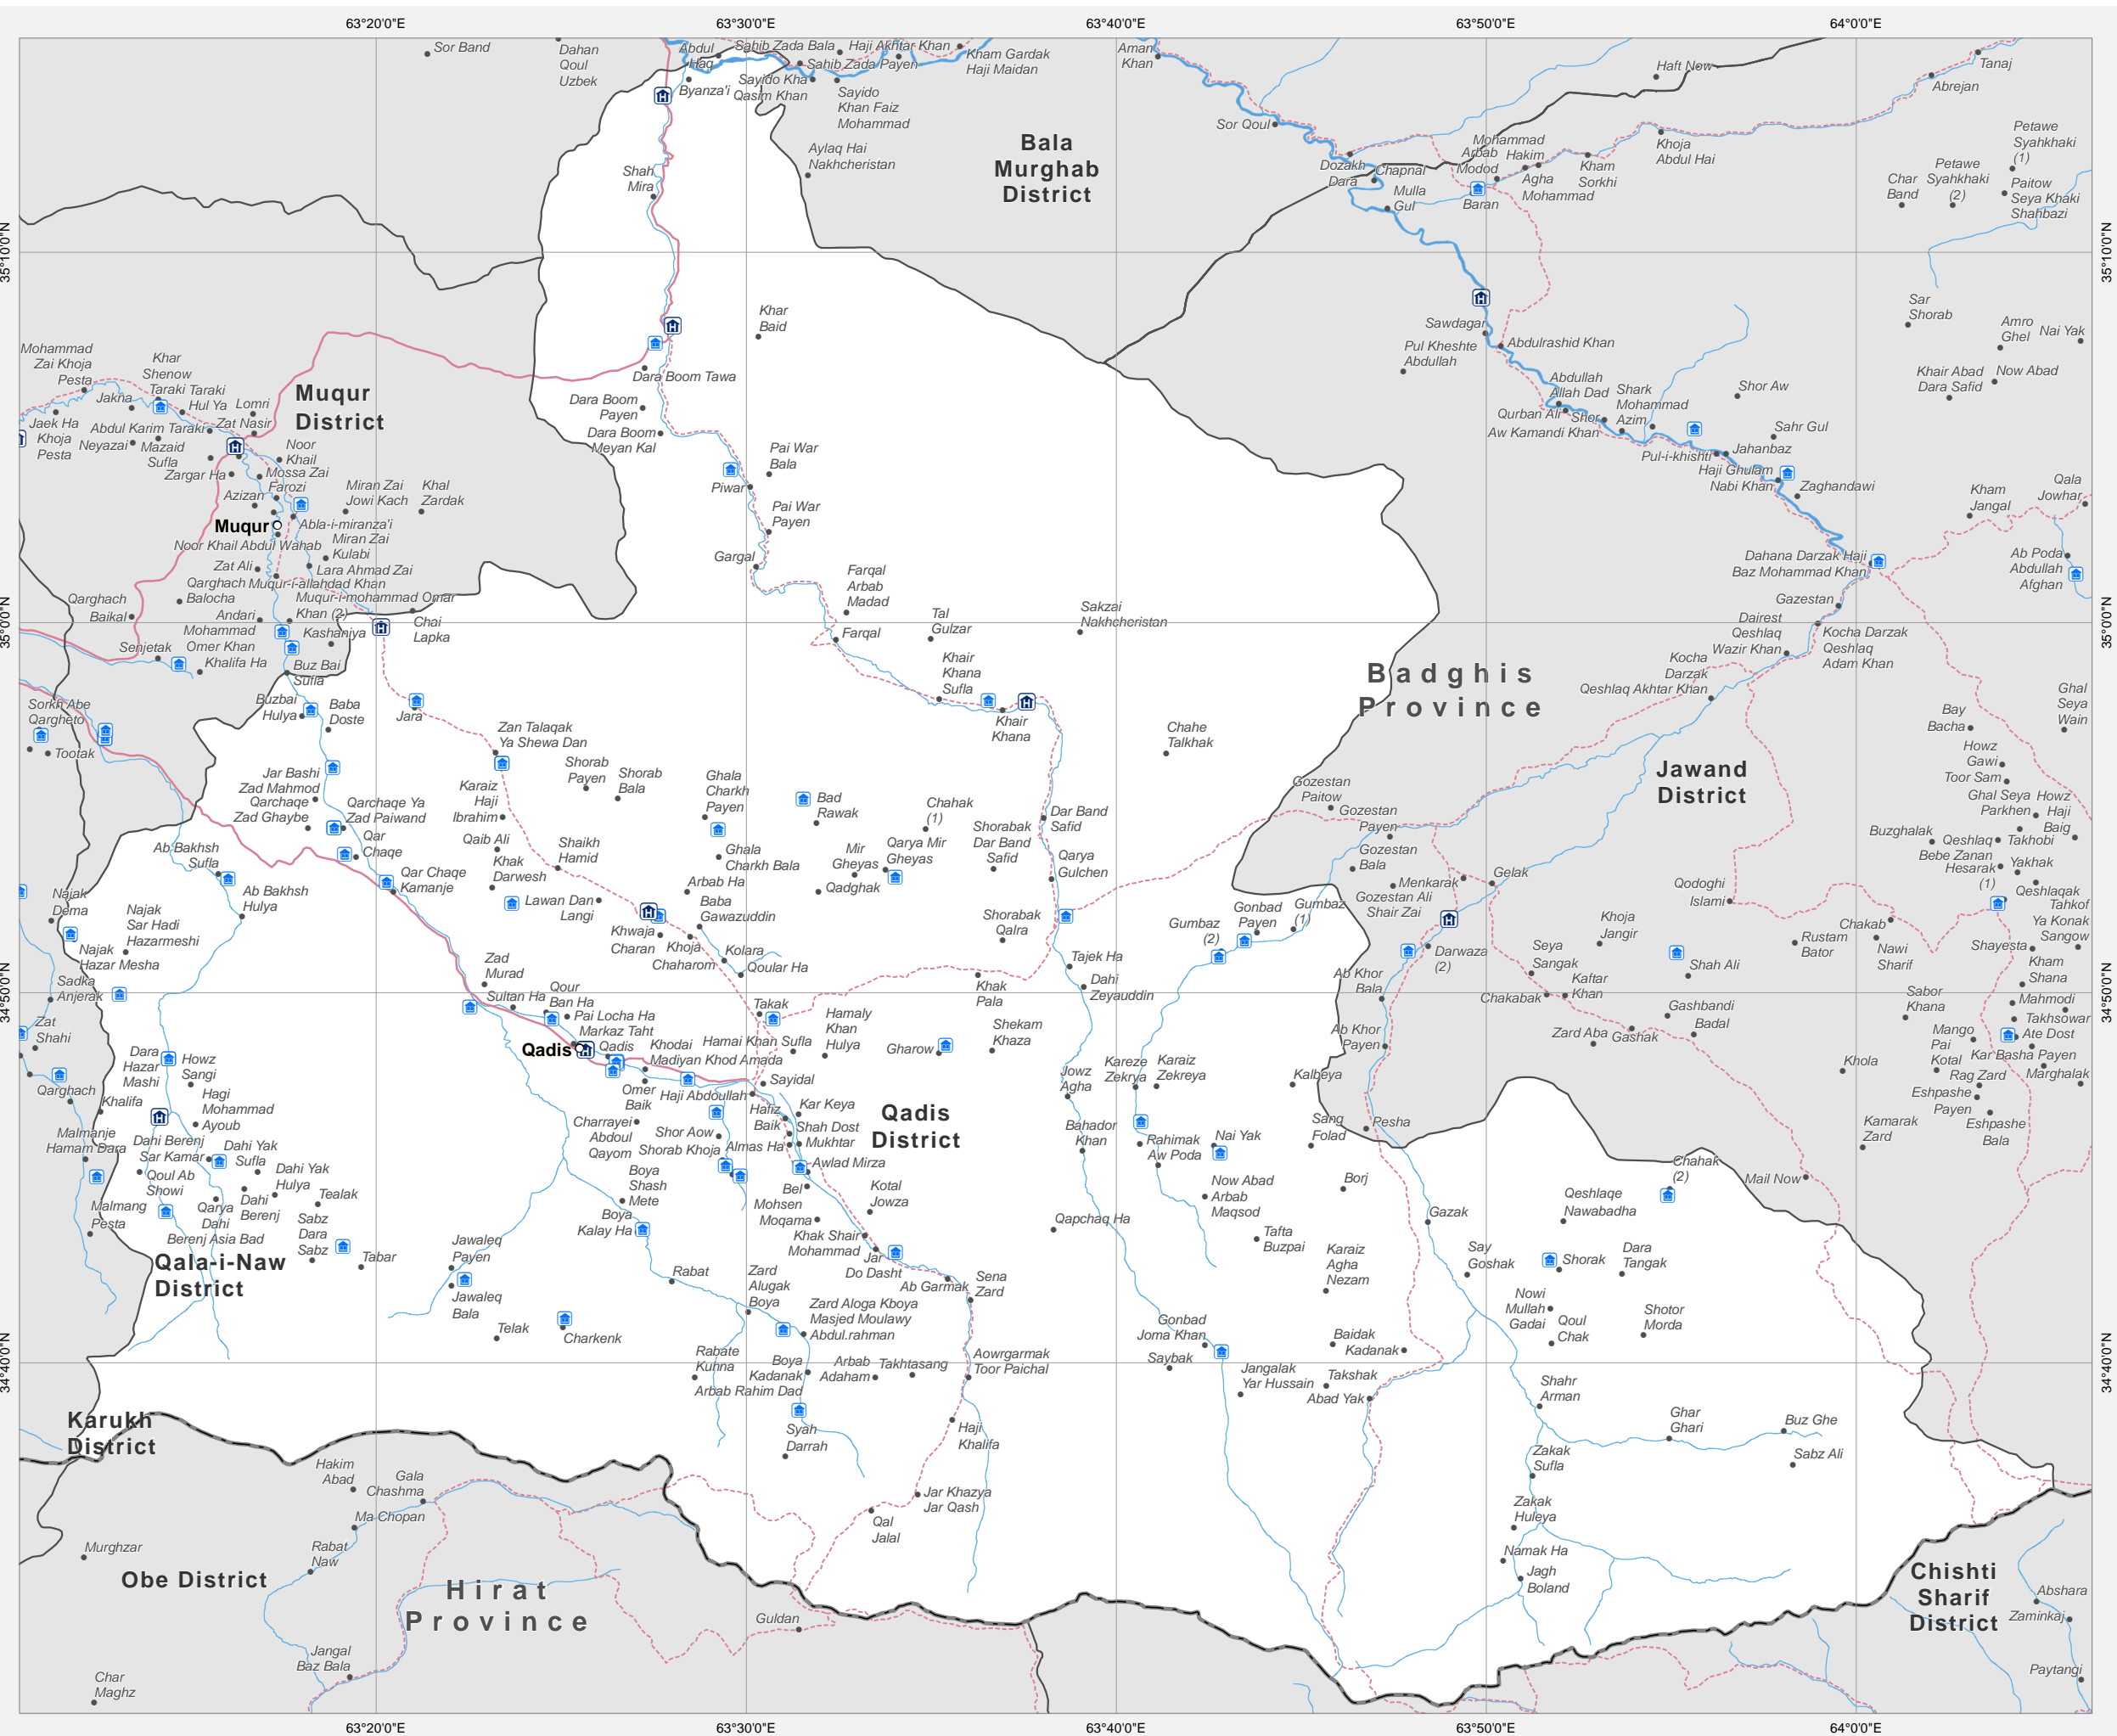 63°20'0"E
63°30'0"E
63°40'0"E
63°50'0"E
64°0'0"E
Sor Band
Dahan
Qoul
Uzbek
Abdul
Haq
Byanza'i
Sahib Zada Bala
Haji Akhtar Khan
Sahib Zada Payen
Kham Gardak
Haji Maidan
Sayido Kha
Qasim Khan
Sayido
Khan Faiz
Mohammad
Aman
Khan
Haft Now
Tanaj
Abrejan
Sor Qoul
Bala
Murghab
District
Aylaq Hai
Nakhcheristan
Shah
Mira
Dozakh
Dara
Chapnal
Mulla
Gul
Mohammad
Hakim
Arbab
Modod
Baran
Agha
Mohammad
Kham
Sorkhi
Khoja
Abdul Hai
Petawe
Syahkhaki
(1)
Petawe
Syahkhaki
(2)
Char
Band
Paitow
Seya Khaki
Shahbazi
35°10'0"N
35°10'0"N
Khar
Baid
Sawdagar
Pul Kheshte
Abdullah
Abdulrashid Khan
Sar
Shorab
Amro
Ghel
Nai Yak
Khair Abad
Dara Safid
Now Abad
Mohammad
Zai Khoja
Pesta
Khar
Shenow
Taraki
Taraki
Hul Ya
Jakha
Lomri
Muqur
District
Jaek Ha
Khoja
Pesta
Abdul Karim Taraki
Zat Nasir
Neyazai
Mazaid
Sufla
Noor
Khail
Zargar Ha
Mossa Zai
Farozi
Azizan
Miran Zai
Jowi Kach
Khal
Zardak
Muqur
Abla-i-miranza'i
Noor Khail Abdul Wahab
Miran Zai
Kulabi
Zat Ali
Lara Ahmad Zai
Qarghach
Balocha
Muqur-i-allahdad Khan
Muqur-i-mohammad Omar
Khan (2)
Qarghach
Baikal
Andari
Mohammad
Omer Khan
Kashaniya
Chai
Lapka
Senjetak
Khalifa Ha
Buz Bai
Sufla
Dara Boom Tawa
Dara Boom
Payen
Dara Boom
Meyan Kal
Pai War
Bala
Piwar
Pai War
Payen
Gargal
Farqal
Arbab
Madad
Farqal
Tal
Gulzar
Sakzai
Nakhcheristan
Khair
Khana
Sufla
Khair
Khana
Chahe
Talkhak
Abdullah
Allah Dad
Shark
Mohammad
Azim
Shor Aw
Qurban Ali
Shor
Aw Kamandi Khan
Sahr Gul
Jahanbaz
Pul-i-khishti
Haji Ghulam
Nabi Khan
Zaghandawi
Kham
Jangal
Qala
Jowhar
Dahana Darzak Haji
Baz Mohammad Khan
Ab Poda
Abdullah
Afghan
35°0'0"N
35°0'0"N
Gazestan
Dairest
Qeshlaq
Wazir Khan
Kocha Darzak
Qeshlaq
Adam Khan
Kocha
Darzak
Qeshlaq Akhtar Khan
Badghis
Province
Jawand
District
Bay
Bacha
Ghal
Seya
Wain
Howz
Gawi
Toor Sam
Ghal Seya
Parkhen
Howz
Haji
Baig
Buzghalak
Qeshlaq
Takhobi
Bebe Zanan
Hesarak
(1)
Yakhak
Qeshlaqak
Tahkof
Ya Konak
Sangow
Shayesta
Kham
Shana
Mahmodi
Takhsowar
Ate Dost
Kar Basha Payen
Marghalak
Sorkh Abe
Qargheto
Tootak
Buzbai
Hulya
Baba
Doste
Jara
Zan Talaqak
Ya Shewa Dan
Shorab
Payen
Shorab
Bala
Karaiz
Haji
Ibrahim
Jar Bashi
Zad Mahmod
Qarchaqe
Zad Ghaybe
Qarchaqe Ya
Zad Paiwand
Qar
Chaqe
Qaib Ali
Khak
Darwesh
Shaikh
Hamid
Ghala
Charkh
Payen
Bad
Rawak
Chahak
(1)
Dar Band
Safid
Shorabak
Dar Band
Safid
Ghala
Charkh Bala
Mir
Gheyas
Qarya Mir
Gheyas
Qarya
Gulchen
Arbab Ha
Qadghak
Ab Bakhsh
Sufla
Ab Bakhsh
Hulya
Qar Chaqe
Kamanje
Lawan Dan
Langi
Baba
Gawazuddin
Khwaja
Charan
Khoja
Chaharom
Kolara
Qoular Ha
Shorabak
Qalra
Tajek Ha
Dahi
Zeyauddin
Khak
Pala
Najak
Dema
Najak
Sar Hadi
Hazarmeshi
Najak
Hazar Mesha
Sadka
Anjerak
Zad
Murad
Sultan Ha
Qour
Ban Ha
Pai Locha Ha
Markaz Taht
Qadis
Qadis
Takak
Hamai Khan Sufla
Hamaly
Khan
Hulya
Gharow
Shekam
Khaza
Khodai
Madiyan Khod Amada
Gozestan
Paitow
Gozestan
Payen
Gozestan
Bala
Menkarak
Gelak
Gozestan Ali
Shair Zai
Gumbaz
(1)
Gonbad
Payen
Gumbaz
(2)
Darwaza
(2)
Ab Khor
Bala
Ab Khor
Payen
Seya
Sangak
Khoja
Jangir
Qodoghi
Islami
Shah Ali
Rustam
Bator
Chakab
Nawi
Sharif
Chakabak
Kaftar
Khan
Zard Aba
Gashak
Gashbandi
Badal
Sabor
Khana
Mango
Pai
Kotal
Khola
Rag Zard
Eshpashe
Payen
Eshpashe
Bala
Kamarak
Zard
34°50'0"N
34°50'0"N
Zat
Shahi
Dara
Hazar
Mashi
Howz
Sangi
Qarghach
Khalifa
Hagi
Mohammad
Ayoub
Malmanje
Hamam Dara
Dahi Berenj
Sar Kamar
Dahi Yak
Sufla
Dahi Yak
Hulya
Qoul Ab
Showi
Malmang
Pesta
Qarya
Dahi
Berenj Asia Bad
Dahi
Berenj
Tealak
Sabz
Dara
Sabz
Tabar
Qala-i-Naw
District
Omer
Baik
Haji Abdoullah
Sayidal
Hafiz
Baik
Kar Keya
Shah Dost
Mukhtar
Charrayei
Abdoul
Qayom
Shor Aow
Shorab Khoja
Almas Ha
Awlad Mirza
Boya
Shash
Mete
Boya
Kalay Ha
Bel
Mohsen
Moqama
Kotal
Jowza
Khak Shair
Mohammad
Jar
Do Dasht
Ab Garmak
Sena
Zard
Qadis
District
Jowz
Agha
Kareze
Zekrya
Karaiz
Zekreya
Kalbeya
Bahador
Khan
Rahimak
Aw Poda
Nai Yak
Sang
Folad
Pesha
Now Abad
Arbab
Maqsod
Borj
Qapchaq Ha
Tafta
Buzpai
Karaiz
Agha
Nezam
Gazak
Say
Goshak
Chahak
(2)
Qeshlaqe
Nawabadha
Mail Now
Shorak
Dara
Tangak
Nowi
Mullah
Gadai
Qoul
Chak
Shotor
Morda
Jawaleq
Payen
Jawaleq
Bala
Telak
Charkenk
Rabat
Zard
Alugak
Boya
Zard Aloga Kboya
Masjed Moulawy
Abdul.rahman
Rabate
Kuhna
Arbab Rahim Dad
Boya
Kadanak
Arbab
Adaham
Takhtasang
Aowrgarmak
Toor Paichal
Gonbad
Joma Khan
Saybak
Jangalak
Yar Hussain
Baidak
Kadanak
Takshak
Abad Yak
34°40'0"N
34°40'0"N
Karukh
District
Syah
Darrah
Haji
Khalifa
Shahr
Arman
Ghar
Ghari
Buz Ghe
Sabz Ali
Zakak
Sufla
Zakak
Huleya
Namak Ha
Jagh
Boland
Hakim
Abad
Gala
Chashma
Ma Chopan
Murghzar
Rabat
Naw
Obe District
Hirat
Province
Jar Khazya
Jar Qash
Qal
Jalal
Guldan
Jangal
Baz Bala
Char
Maghz
Chishti
Sharif
District
Abshara
Zaminkaj
Paytangi
63°20'0"E
63°30'0"E
63°40'0"E
63°50'0"E
64°0'0"E